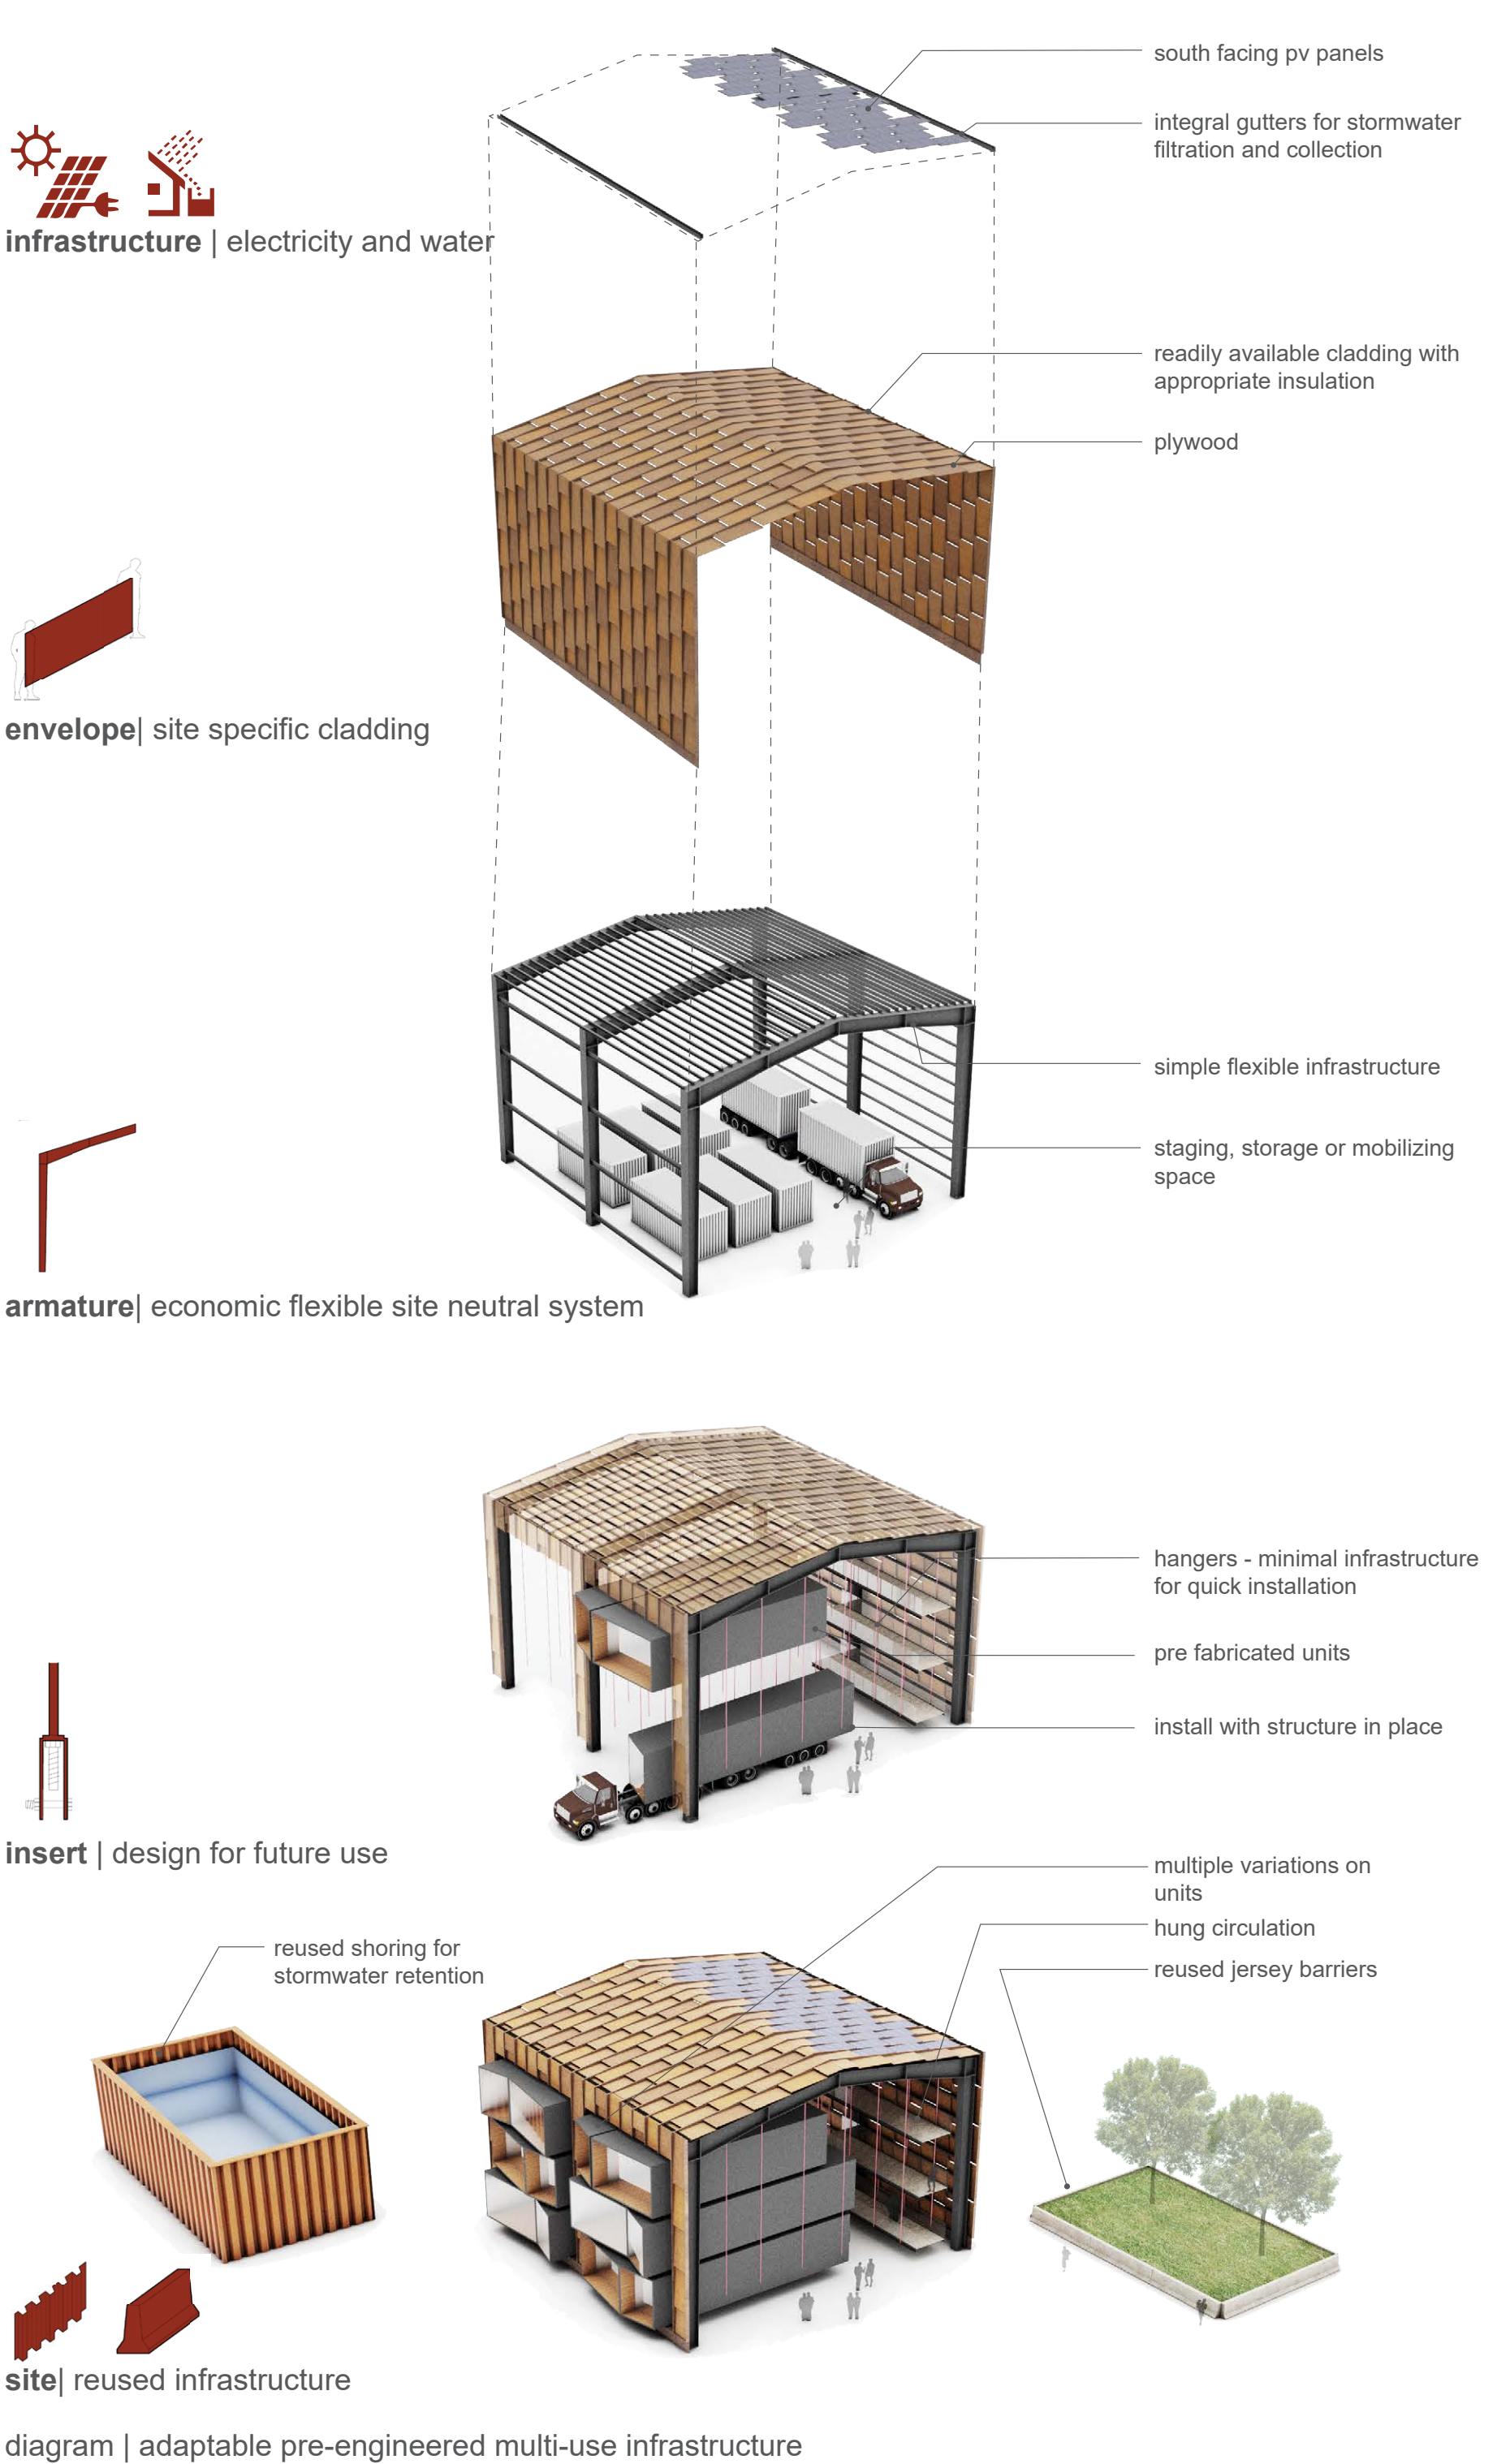 south facing pv panels
integral gutters for stormwater
filtration and collection
infrastructure | electricity and water
readily available cladding with
appropriate insulation
plywood
envelope| site specific cladding
simple flexible infrastructure
staging, storage or mobilizing
space
armature| economic flexible site neutral system
hangers - minimal infrastructure
for quick installation
pre fabricated units
install with structure in place
insert | design for future use
multiple variations on
units
hung circulation
reused shoring for
stormwater retention
reused jersey barriers
site| reused infrastructure
diagram | adaptable pre-engineered multi-use infrastructure